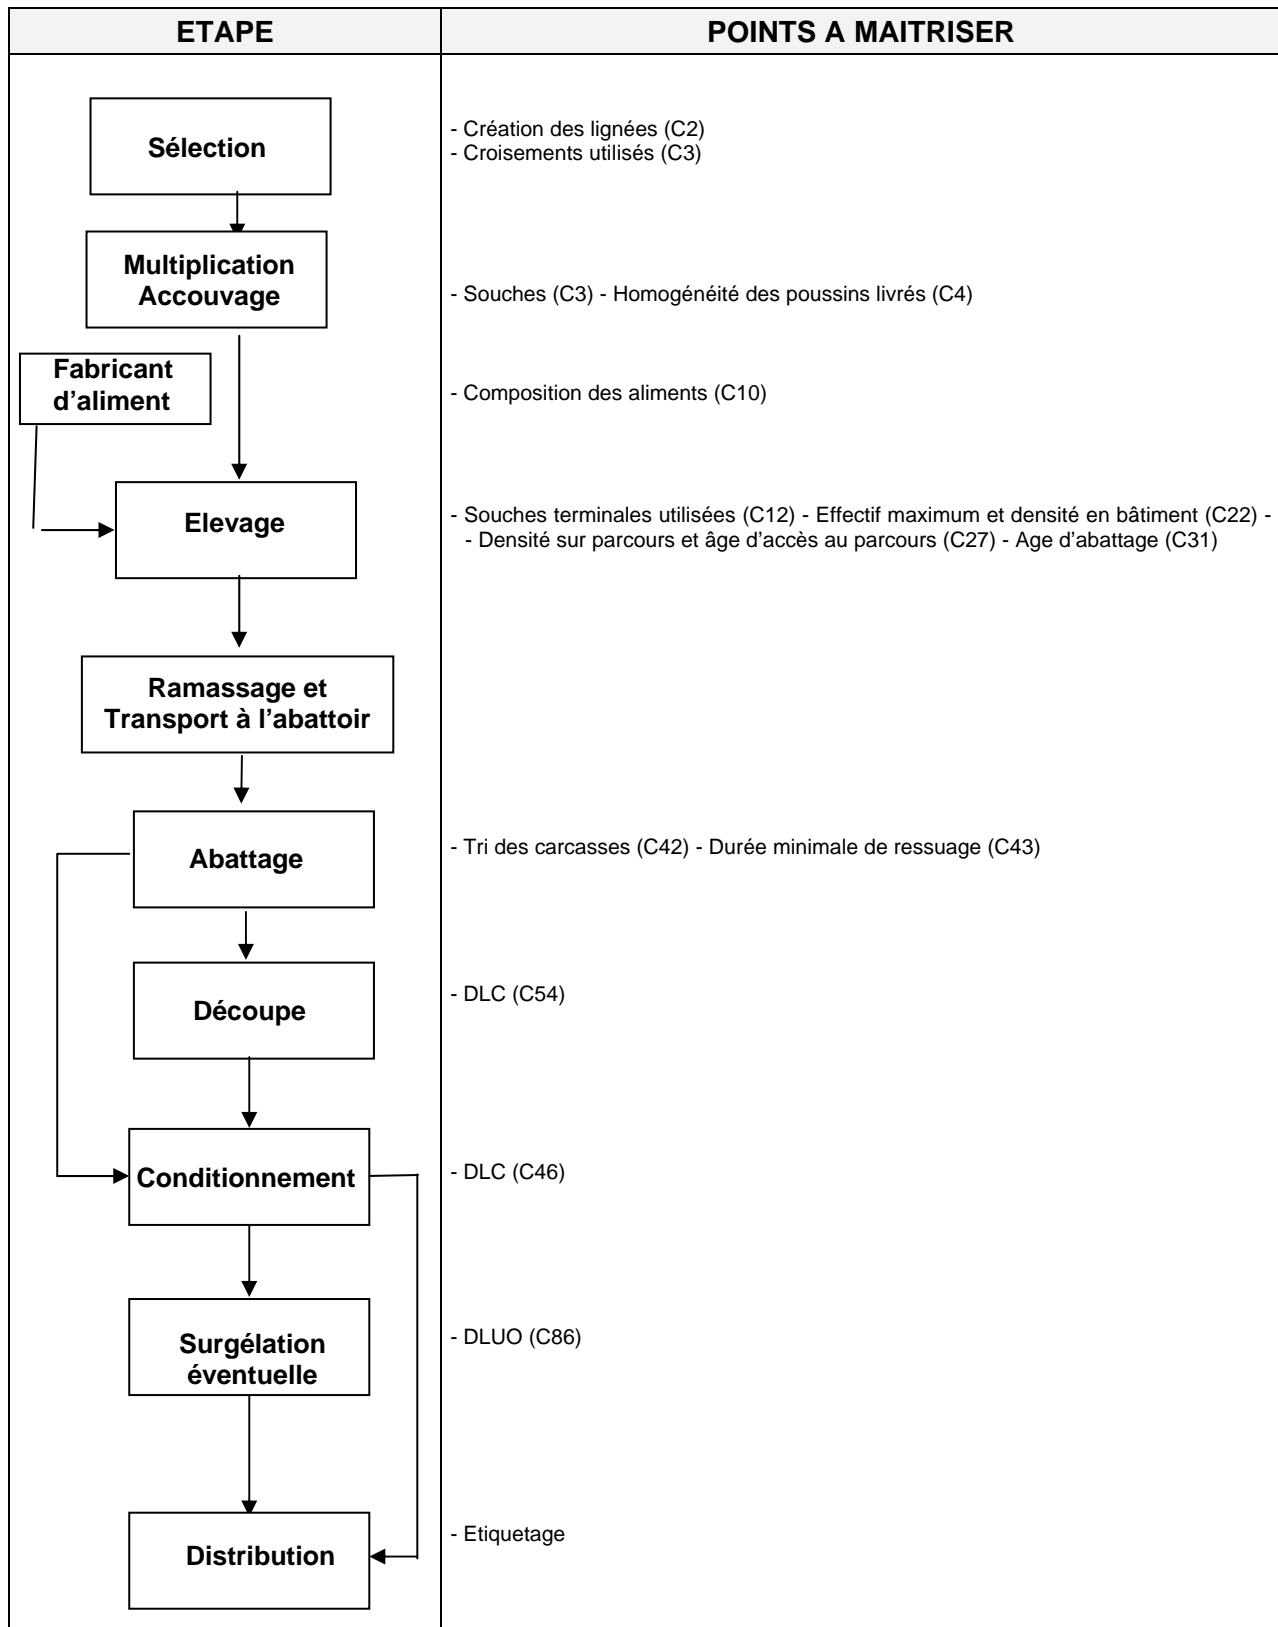 ETAPE
POINTS A MAITRISER
Sélection
- Création des lignées (C2)
- Croisements utilisés (C3)
Multiplication
Accouvage
- Souches (C3) - Homogénéité des poussins livrés (C4)
Fabricant
d'aliment
- Composition des aliments (C10)
Elevage
- Souches terminales utilisées (C12) - Effectif maximum et densité en bâtiment (C22) -
- Densité sur parcours et âge d'accès au parcours (C27) - Age d'abattage (C31)
Ramassage et
Transport à l'abattoir
Abattage
- Tri des carcasses (C42) - Durée minimale de ressuage (C43)
Découpe
- DLC (C54)
Conditionnement
- DLC (C46)
Surgélation
éventuelle
- DLUO (C86)
Distribution
- Etiquetage